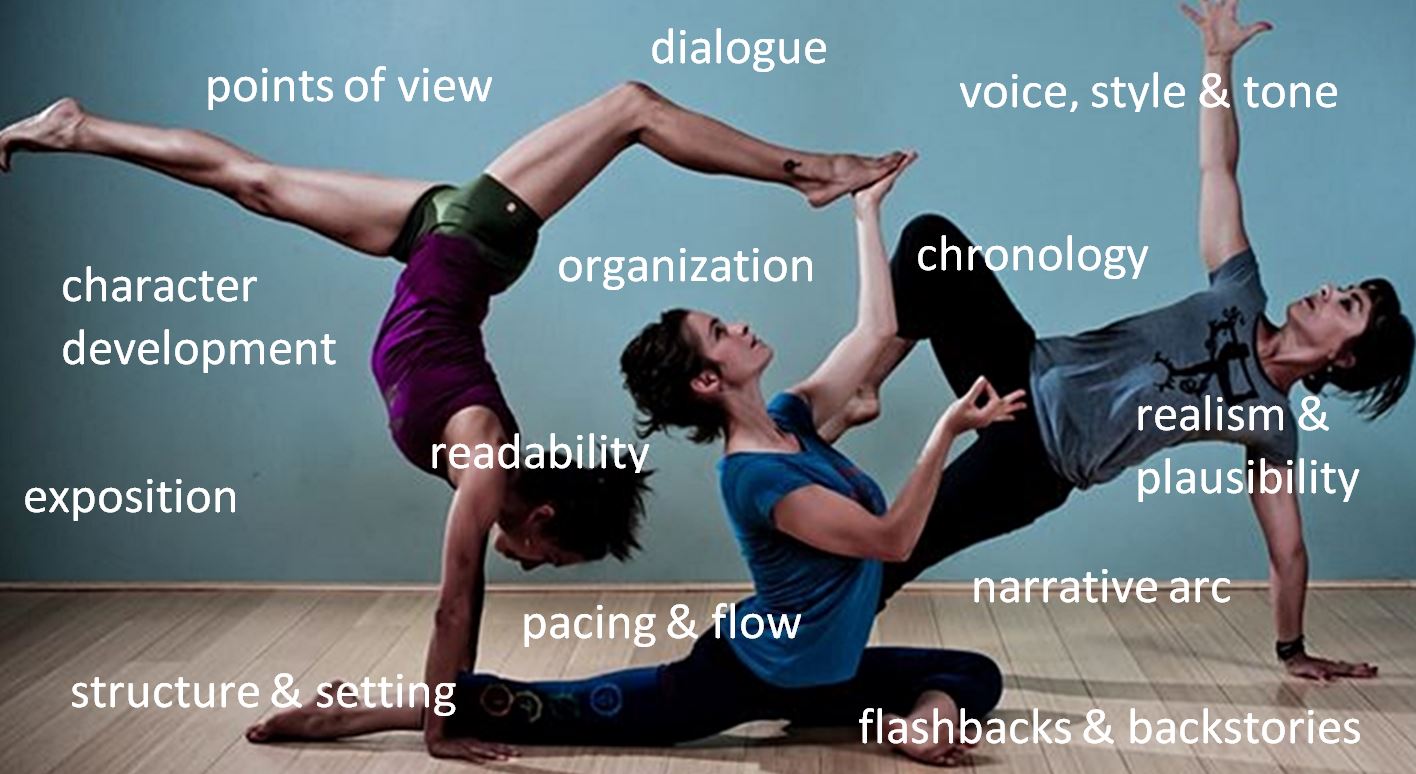 dialogue
points of view
voice, style & tone
organization
chronology
character
development
realism &
plausibility
readability
exposition
narrative arc
pacing & flow
structure & setting
flashbacks & backstories